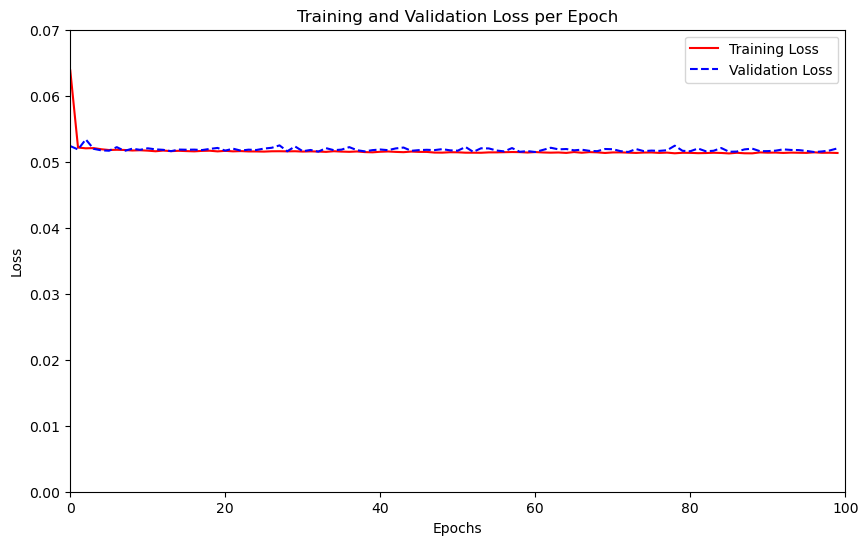 Training and Validation Loss per Epoch
Training Loss
Validation Loss
0.07
0.06
0.05
0.04
0.03
0.02
0.01
0.00
Loss
0
20
40
60
80
100
Epochs